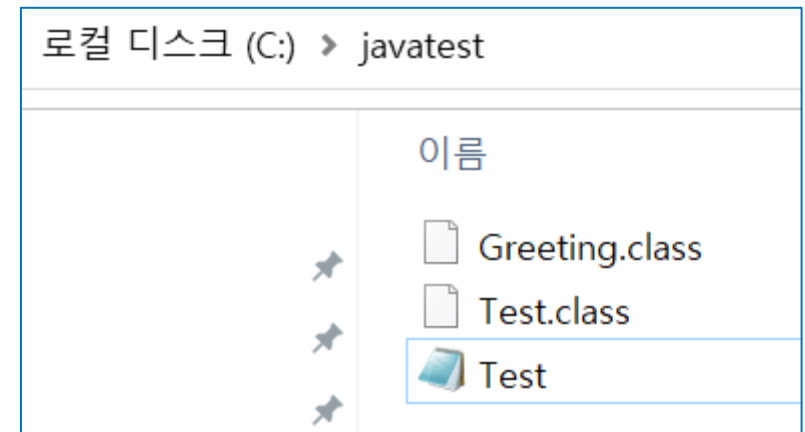 로컬 디스크 (C:) > javatest
이름
Greeting.class
Test.class
Test